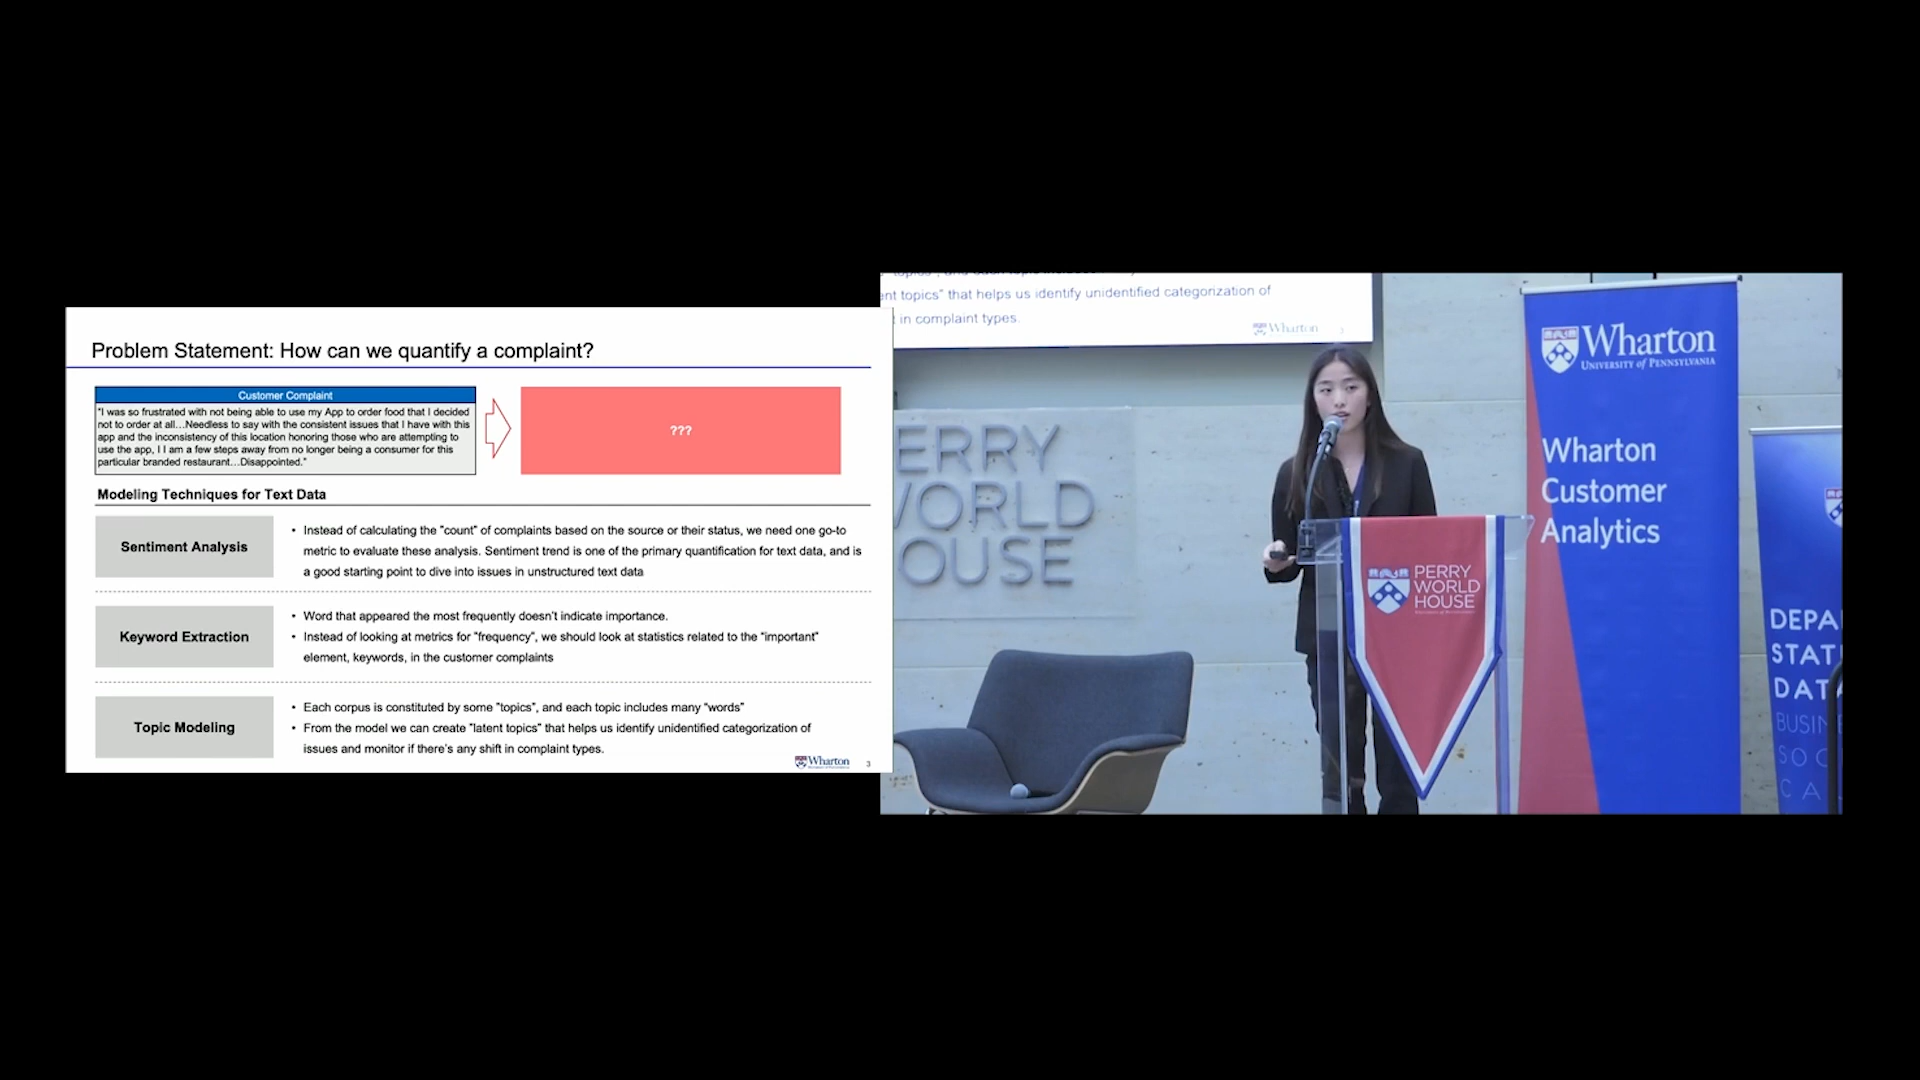 Problem Statement: How can we quantify a complaint?
Customer Complaint
"I was so frustrated with not being able to use my App to order food that I decided
not to order at all…Needless to say with the consistent issues that I have with this
app and the inconsistency of this location honoring those who are attempting to
use the app, I I am a few steps away from no longer being a consumer for this
particular branded restaurant…Disappointed."
???
Modeling Techniques for Text Data
Sentiment Analysis
• Instead of calculating the "count" of complaints based on the source or their status, we need one go-to
metric to evaluate these analysis. Sentiment trend is one of the primary quantification for text data, and is
a good starting point to dive into issues in unstructured text data
Keyword Extraction
• Word that appeared the most frequently doesn't indicate importance.
• Instead of looking at metrics for "frequency", we should look at statistics related to the "important"
element, keywords, in the customer complaints
Topic Modeling
• Each corpus is constituted by some "topics", and each topic includes many "words"
• From the model we can create "latent topics" that helps us identify unidentified categorization of
issues and monitor if there's any shift in complaint types.
Wharton
3
ent topics" that helps us identify unidentified categorization of
in complaint types.
Wharton
PERRY
WORLD
HOUSE
PERRY
WORLD
HOUSE
Wharton
UNIVERSITY of PENNSYLVANIA
Wharton
Customer
Analytics
DEPA
STAT
DATA
BUSIN
SOC
CA